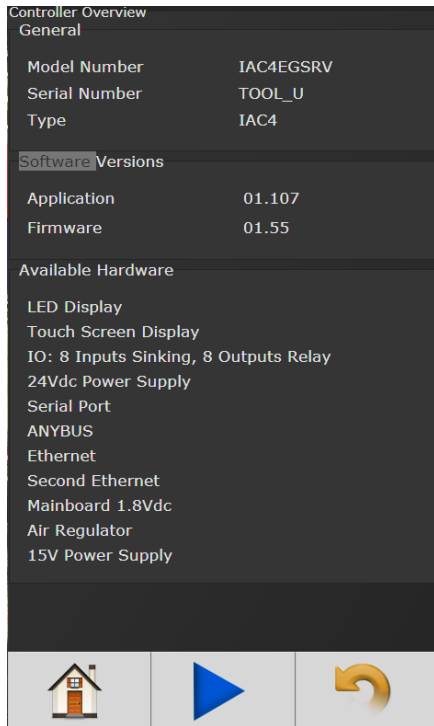 Controller Overview
General
Model Number IAC4EGSRV
Serial Number TOOL_U
Type IAC4
Software Versions
Application 01.107
Firmware 01.55
Available Hardware
LED Display
Touch Screen Display
IO: 8 Inputs Sinking, 8 Outputs Relay
24Vdc Power Supply
Serial Port
ANYBUS
Ethernet
Second Ethernet
Mainboard 1.8Vdc
Air Regulator
15V Power Supply